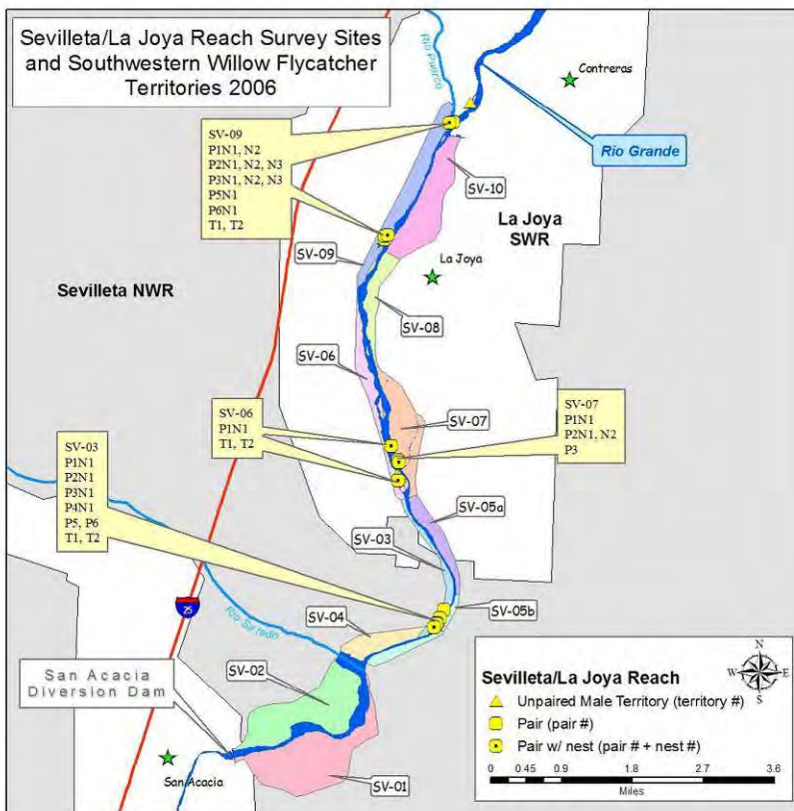 Sevilleta/La Joya Reach Survey Sites
and Southwestern Willow Flycatcher
Territories 2006
Rio Puerco
Contreras
Rio Grande
SV-09
P1N1, N2
P2N1, N2, N3
P3N1, N2, N3
P5N1
P6N1
T1, T2
SV-10
La Joya
SWR
SV-09
La Joya
Sevilleta NWR
SV-08
SV-06
SV-06
P1N1
T1, T2
SV-07
SV-07
P1N1
P2N1, N2
P3
SV-03
P1N1
P2N1
P3N1
P4N1
P5, P6
T1, T2
SV-05a
SV-03
SV-05b
25
Rio Salado
SV-04
San Acacia
Diversion Dam
SV-02
San Acacia
SV-01
Sevilleta/La Joya Reach
Unpaired Male Territory (territory #)
Pair (pair #)
Pair w/ nest (pair # + nest #)
N
W E
S
0 0.45 0.9 1.8 2.7 3.6
Miles